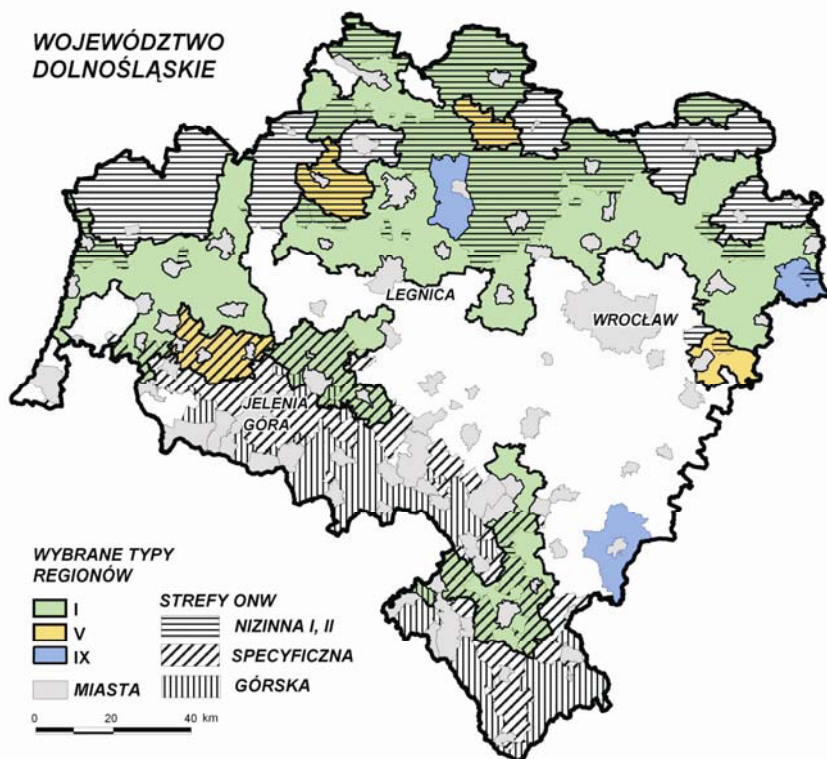 WOJEWÓDZTWO
DOLNOŚLĄSKIE
LEGNICA
WROCŁAW
JELENIA
GÓRA
WYBRANE TYPY
REGIONÓW
I
V
IX
MIASTA
STREFY ONW
NIZINNA I, II
SPECYFICZNA
GÓRSKA
0 20 40 km